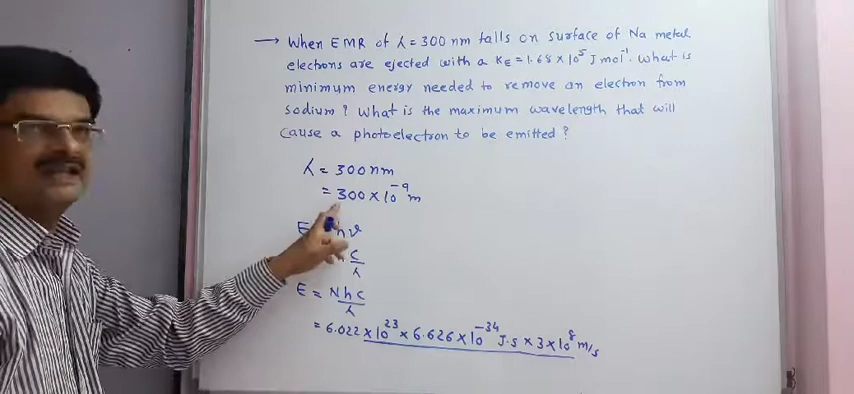 → When EMR of λ = 300 nm falls on surface of Na metal
electrons are ejected with a KE = 1.68 × 10⁵ J mol⁻¹. What is
minimum energy needed to remove an electron from
sodium? What is the maximum wavelength that will
cause a photoelectron to be emitted?
λ = 300 nm
= 300 × 10⁻⁹ m
E hν
c/λ
E = Nhc/λ
= 6.022 × 10²³ × 6.626 × 10⁻³⁴ J.s × 3 × 10⁸ m/s